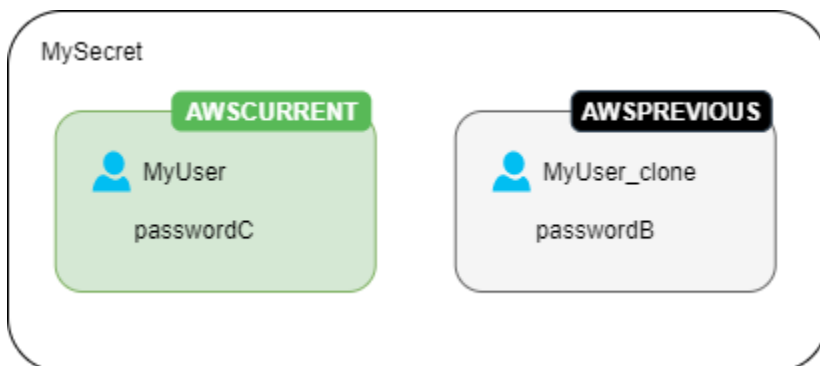 MySecret
AWSCURRENT
MyUser
passwordC
AWSPREVIOUS
MyUser_clone
passwordB